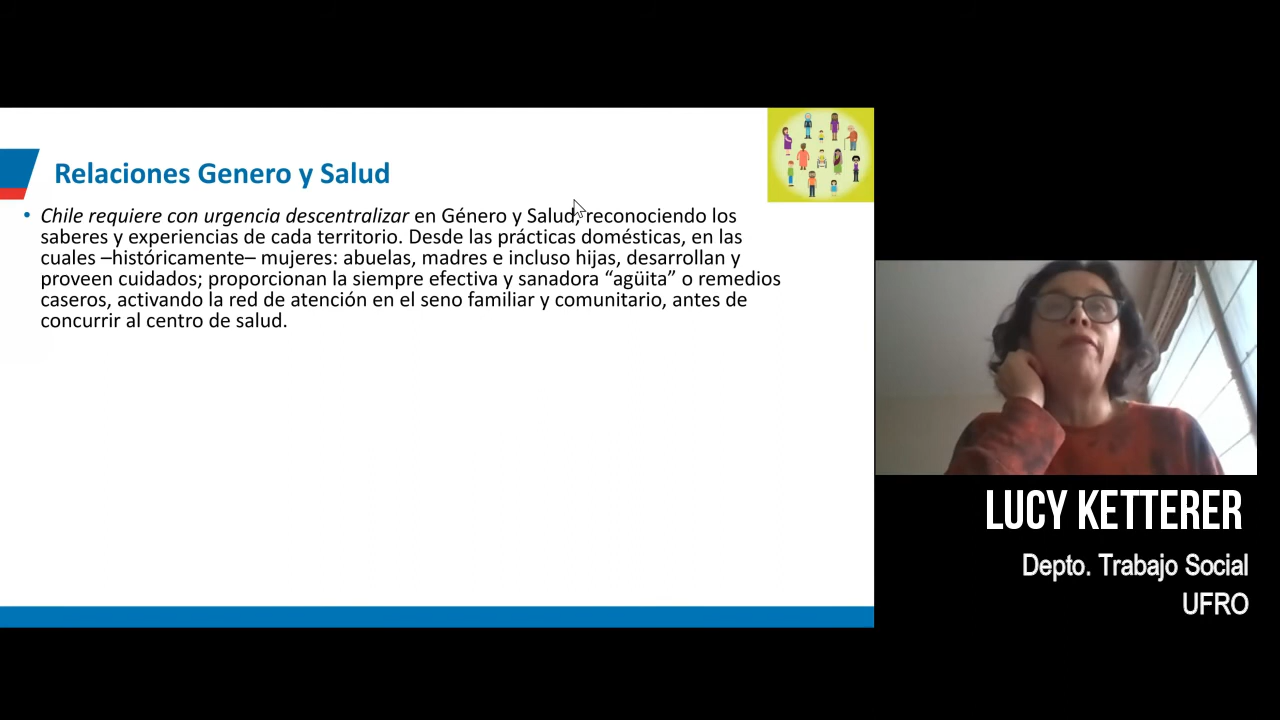 Relaciones Genero y Salud
• Chile requiere con urgencia descentralizar en Género y Salud, reconociendo los
saberes y experiencias de cada territorio. Desde las prácticas domésticas, en las
cuales –históricamente– mujeres: abuelas, madres e incluso hijas, desarrollan y
proveen cuidados; proporcionan la siempre efectiva y sanadora “agüita” o remedios
caseros, activando la red de atención en el seno familiar y comunitario, antes de
concurrir al centro de salud.
LUCY KETTERER
Depto. Trabajo Social
UFRO